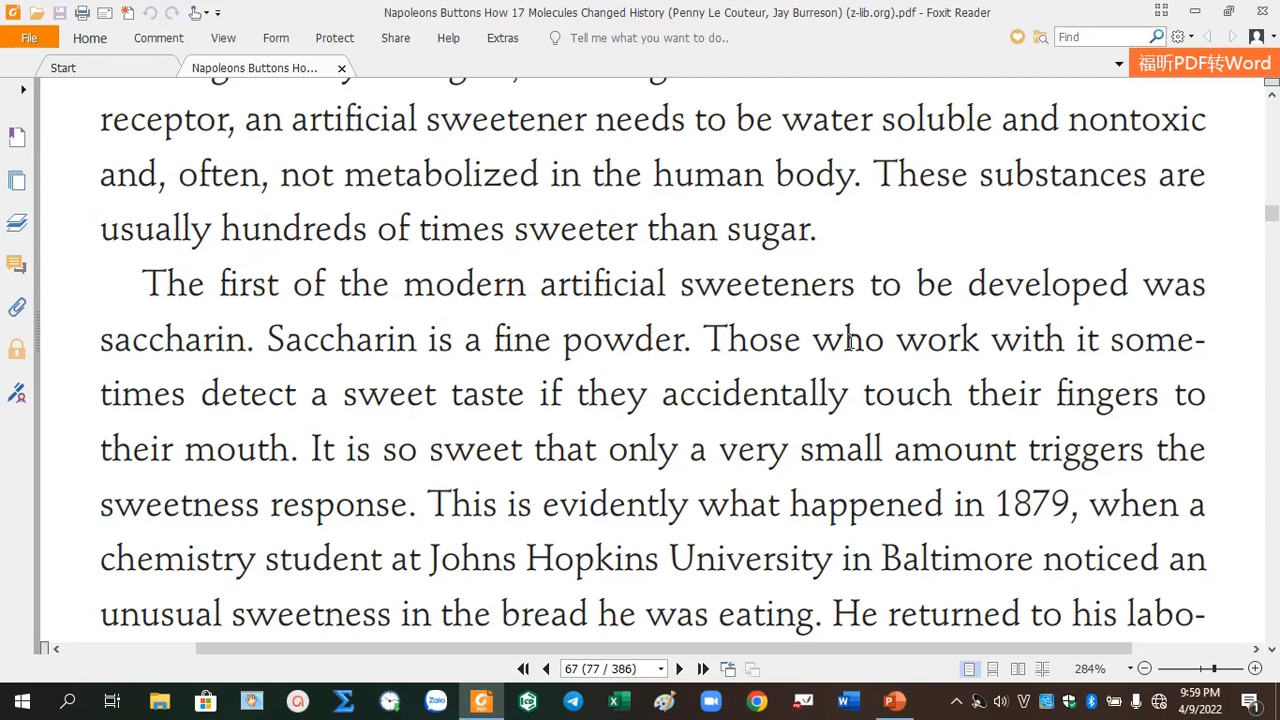 Napoleons Buttons How 17 Molecules Changed History (Penny Le Couteur, Jay Burreson) (z-lib.org).pdf - Foxit Reader
File Home Comment View Form Protect Share Help Extras Tell me what you want to do.. Find
Start Napoleons Buttons Ho... 福昕PDF转Word
receptor, an artificial sweetener needs to be water soluble and nontoxic
and, often, not metabolized in the human body. These substances are
usually hundreds of times sweeter than sugar.
The first of the modern artificial sweeteners to be developed was
saccharin. Saccharin is a fine powder. Those who work with it some-
times detect a sweet taste if they accidentally touch their fingers to
their mouth. It is so sweet that only a very small amount triggers the
sweetness response. This is evidently what happened in 1879, when a
chemistry student at Johns Hopkins University in Baltimore noticed an
unusual sweetness in the bread he was eating. He returned to his labo-
67 (77 / 386) 284%
Zalo 9:59 PM
4/9/2022